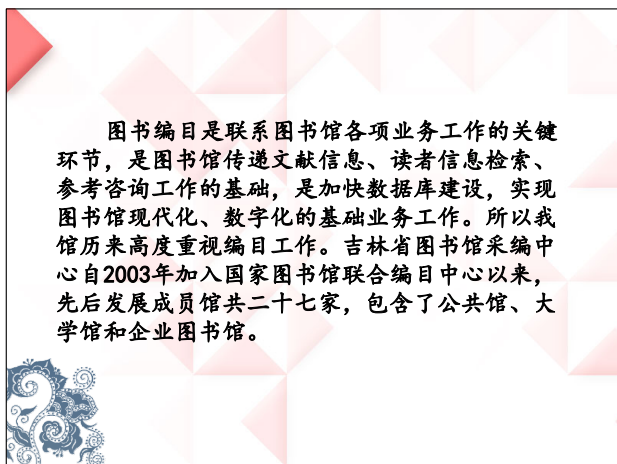 图书编目是联系图书馆各项业务工作的关键
环节，是图书馆传递文献信息、读者信息检索、
参考咨询工作的基础，是加快数据库建设，实现
图书馆现代化、数字化的基础业务工作。所以我
馆历来高度重视编目工作。吉林省图书馆采编中
心自2003年加入国家图书馆联合编目中心以来，
先后发展成员馆共二十七家，包含了公共馆、大
学馆和企业图书馆。